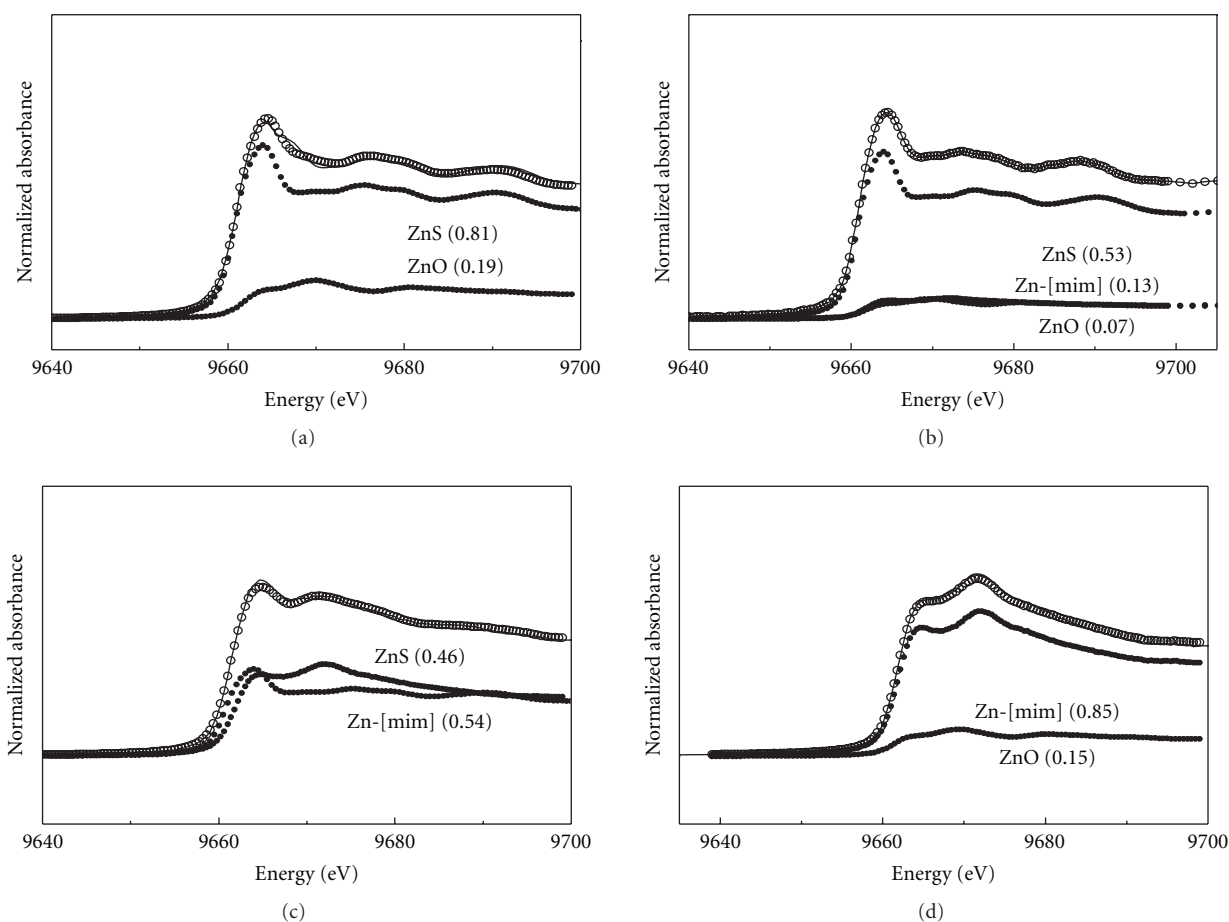 Normalized absorbance
ZnS (0.81)
ZnO (0.19)
9640 9660 9680 9700
Energy (eV)
(a)
Normalized absorbance
ZnS (0.53)
Zn-[mim] (0.13)
ZnO (0.07)
9640 9660 9680 9700
Energy (eV)
(b)
Normalized absorbance
ZnS (0.46)
Zn-[mim] (0.54)
9640 9660 9680 9700
Energy (eV)
(c)
Normalized absorbance
Zn-[mim] (0.85)
ZnO (0.15)
9640 9660 9680 9700
Energy (eV)
(d)